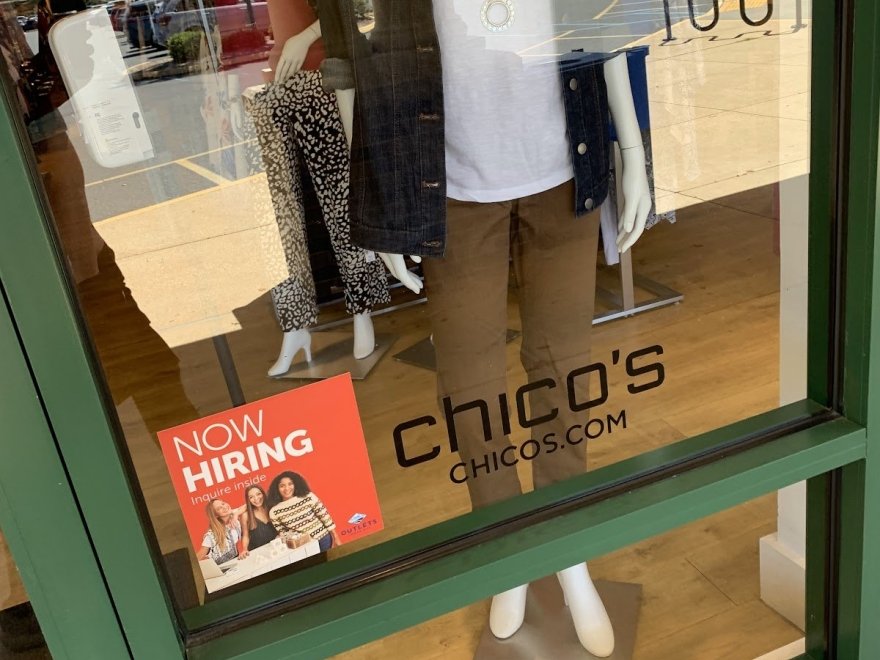 NOW
HIRING
Inquire inside
OUTLETS
chico's
CHICOS.COM